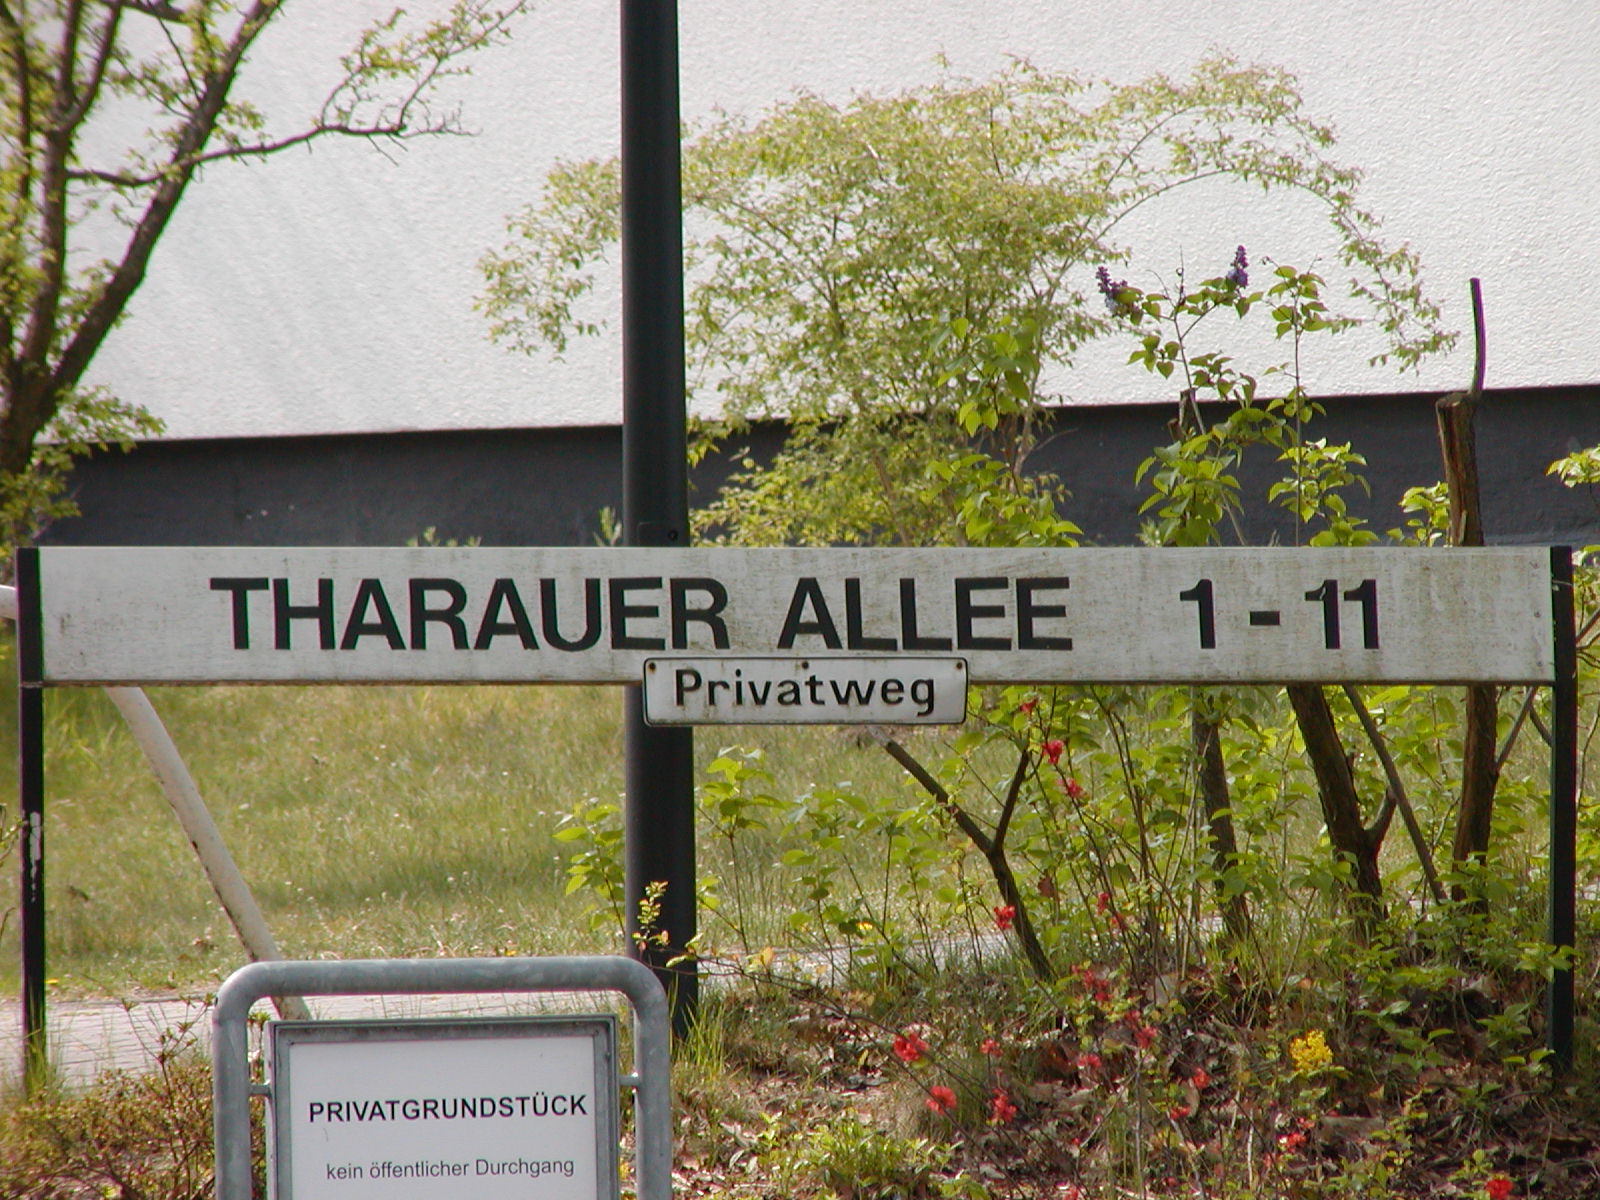 THARAUER ALLEE 1 - 11
Privatweg
PRIVATGRUNDSTÜCK
kein öffentlicher Durchgang